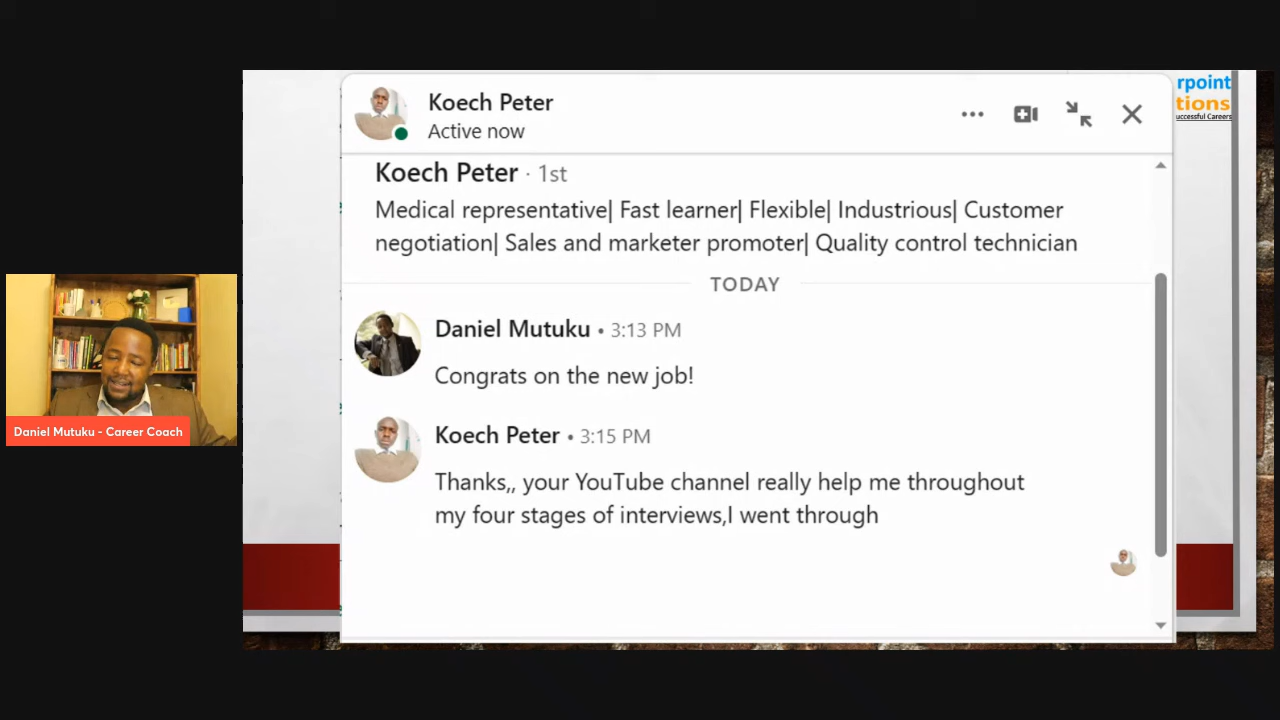 rpoint
tions
uccessful Careers
Koech Peter
Active now
Koech Peter · 1st
Medical representative| Fast learner| Flexible| Industrious| Customer
negotiation| Sales and marketer promoter| Quality control technician
TODAY
Daniel Mutuku • 3:13 PM
Congrats on the new job!
Koech Peter • 3:15 PM
Thanks,, your YouTube channel really help me throughout
my four stages of interviews,I went through
Daniel Mutuku - Career Coach